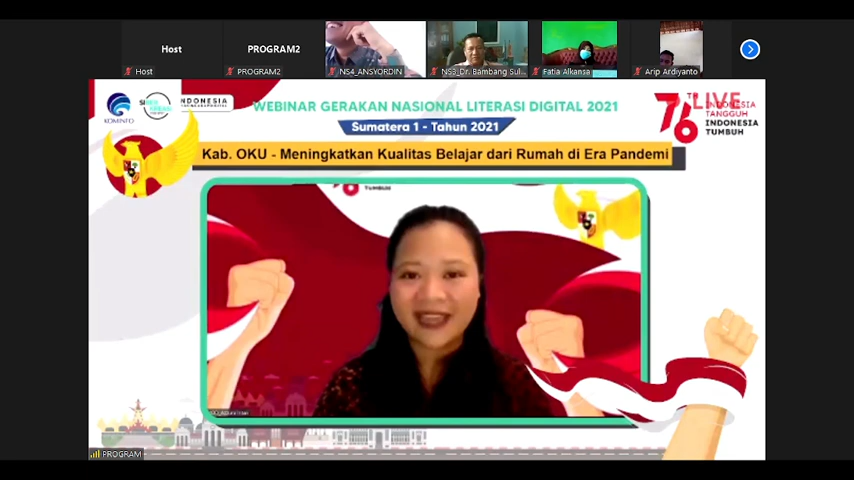 Host
PROGRAM2
Host
PROGRAM2
NS4_ANSYORDIN
NS3_Dr. Bambang Sul...
Fatia Alkansa
Arip Ardiyanto
KOMINFO
INDONESIA
WEBINAR GERAKAN NASIONAL LITERASI DIGITAL 2021
Sumatera 1 - Tahun 2021
Kab. OKU - Meningkatkan Kualitas Belajar dari Rumah di Era Pandemi
LIVE
76
INDONESIA
TANGGUH
INDONESIA
TUMBUH
TUMBUH
PROGRAM